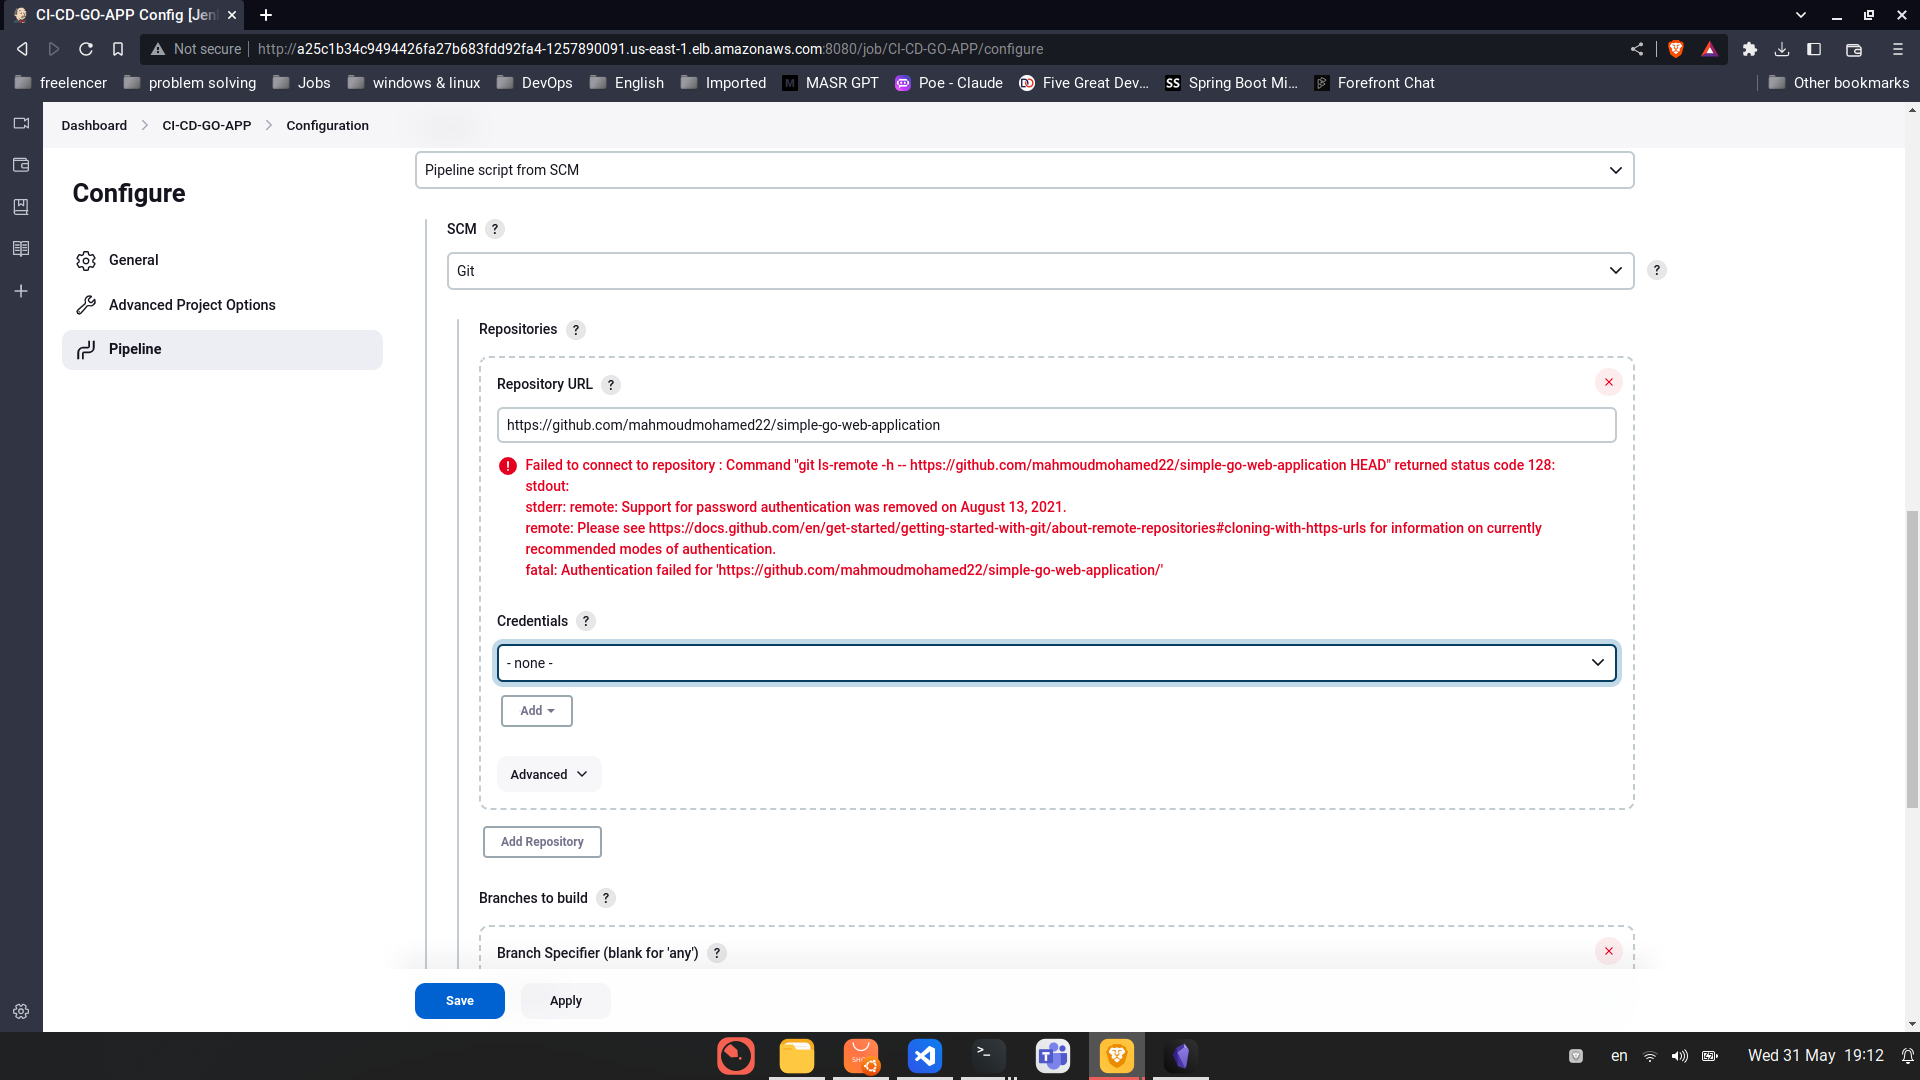 CI-CD-GO-APP Config [Jen
Not secure
http://a25c1b34c9494426fa27b683fdd92fa4-1257890091.us-east-1.elb.amazonaws.com:8080/job/CI-CD-GO-APP/configure
freelencer
problem solving
Jobs
windows & linux
DevOps
English
Imported
MASR GPT
Poe - Claude
Five Great Dev...
SS
Spring Boot Mi...
Forefront Chat
Other bookmarks
Dashboard
CI-CD-GO-APP
Configuration
Configure
General
Advanced Project Options
Pipeline
Pipeline script from SCM
SCM ?
Git
?
Repositories ?
Repository URL ?
https://github.com/mahmoudmohamed22/simple-go-web-application
Failed to connect to repository : Command "git ls-remote -h -- https://github.com/mahmoudmohamed22/simple-go-web-application HEAD" returned status code 128:
stdout:
stderr: remote: Support for password authentication was removed on August 13, 2021.
remote: Please see https://docs.github.com/en/get-started/getting-started-with-git/about-remote-repositories#cloning-with-https-urls for information on currently
recommended modes of authentication.
fatal: Authentication failed for 'https://github.com/mahmoudmohamed22/simple-go-web-application/'
Credentials ?
- none -
Add
Advanced
Add Repository
Branches to build ?
Branch Specifier (blank for 'any') ?
Save
Apply
en
Wed 31 May 19:12